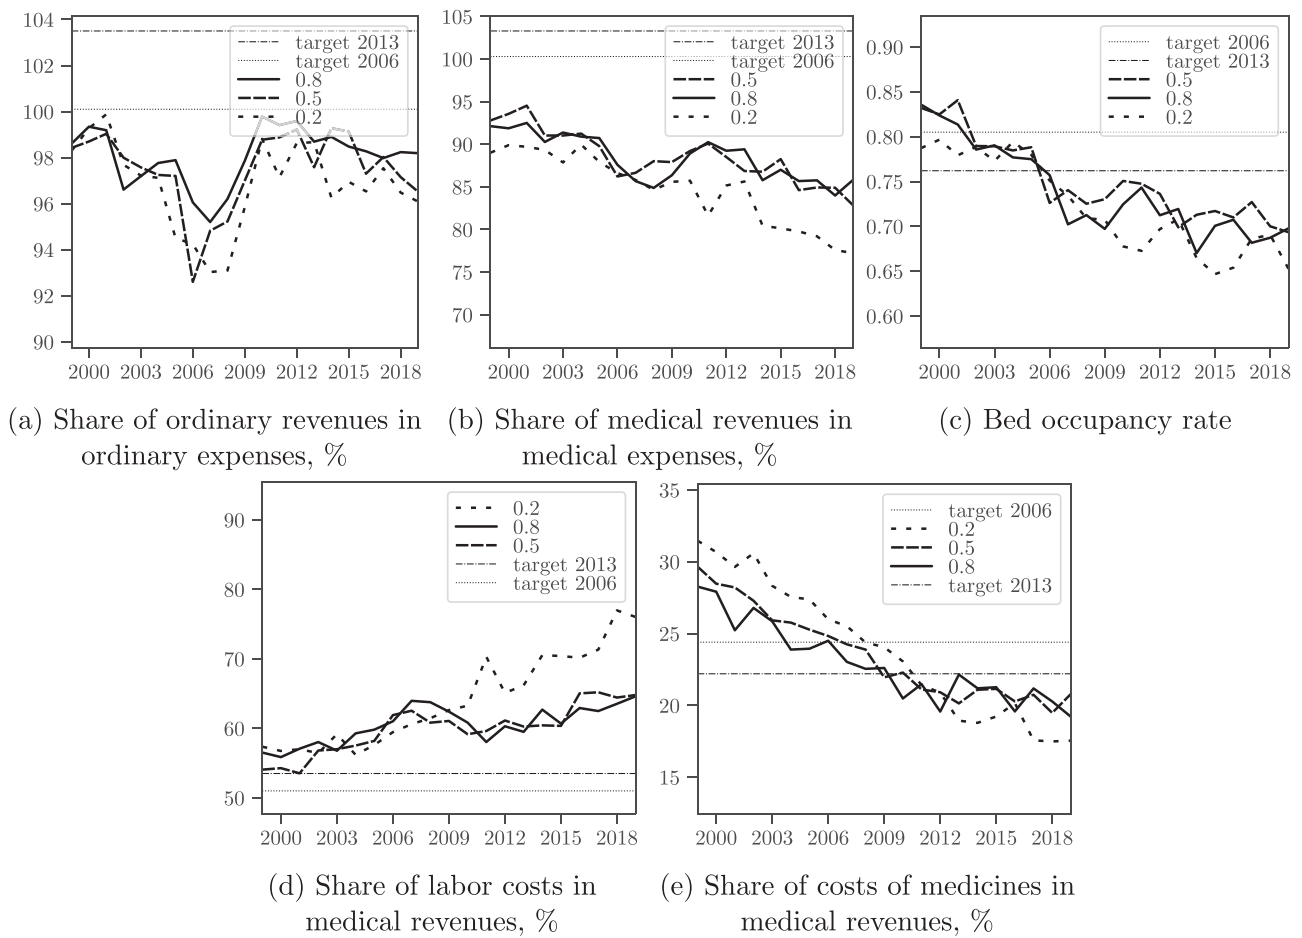 104
102
100
98
96
94
92
90
target 2013
target 2006
0.8
0.5
0.2
2000 2003 2006 2009 2012 2015 2018
(a) Share of ordinary revenues in
ordinary expenses, %
105
100
95
90
85
80
75
70
target 2013
target 2006
0.5
0.8
0.2
2000 2003 2006 2009 2012 2015 2018
(b) Share of medical revenues in
medical expenses, %
0.90
0.85
0.80
0.75
0.70
0.65
0.60
target 2006
target 2013
0.5
0.8
0.2
2000 2003 2006 2009 2012 2015 2018
(c) Bed occupancy rate
90
80
70
60
50
0.2
0.8
0.5
target 2013
target 2006
2000 2003 2006 2009 2012 2015 2018
(d) Share of labor costs in
medical revenues, %
35
30
25
20
15
target 2006
0.2
0.5
0.8
target 2013
2000 2003 2006 2009 2012 2015 2018
(e) Share of costs of medicines in
medical revenues, %